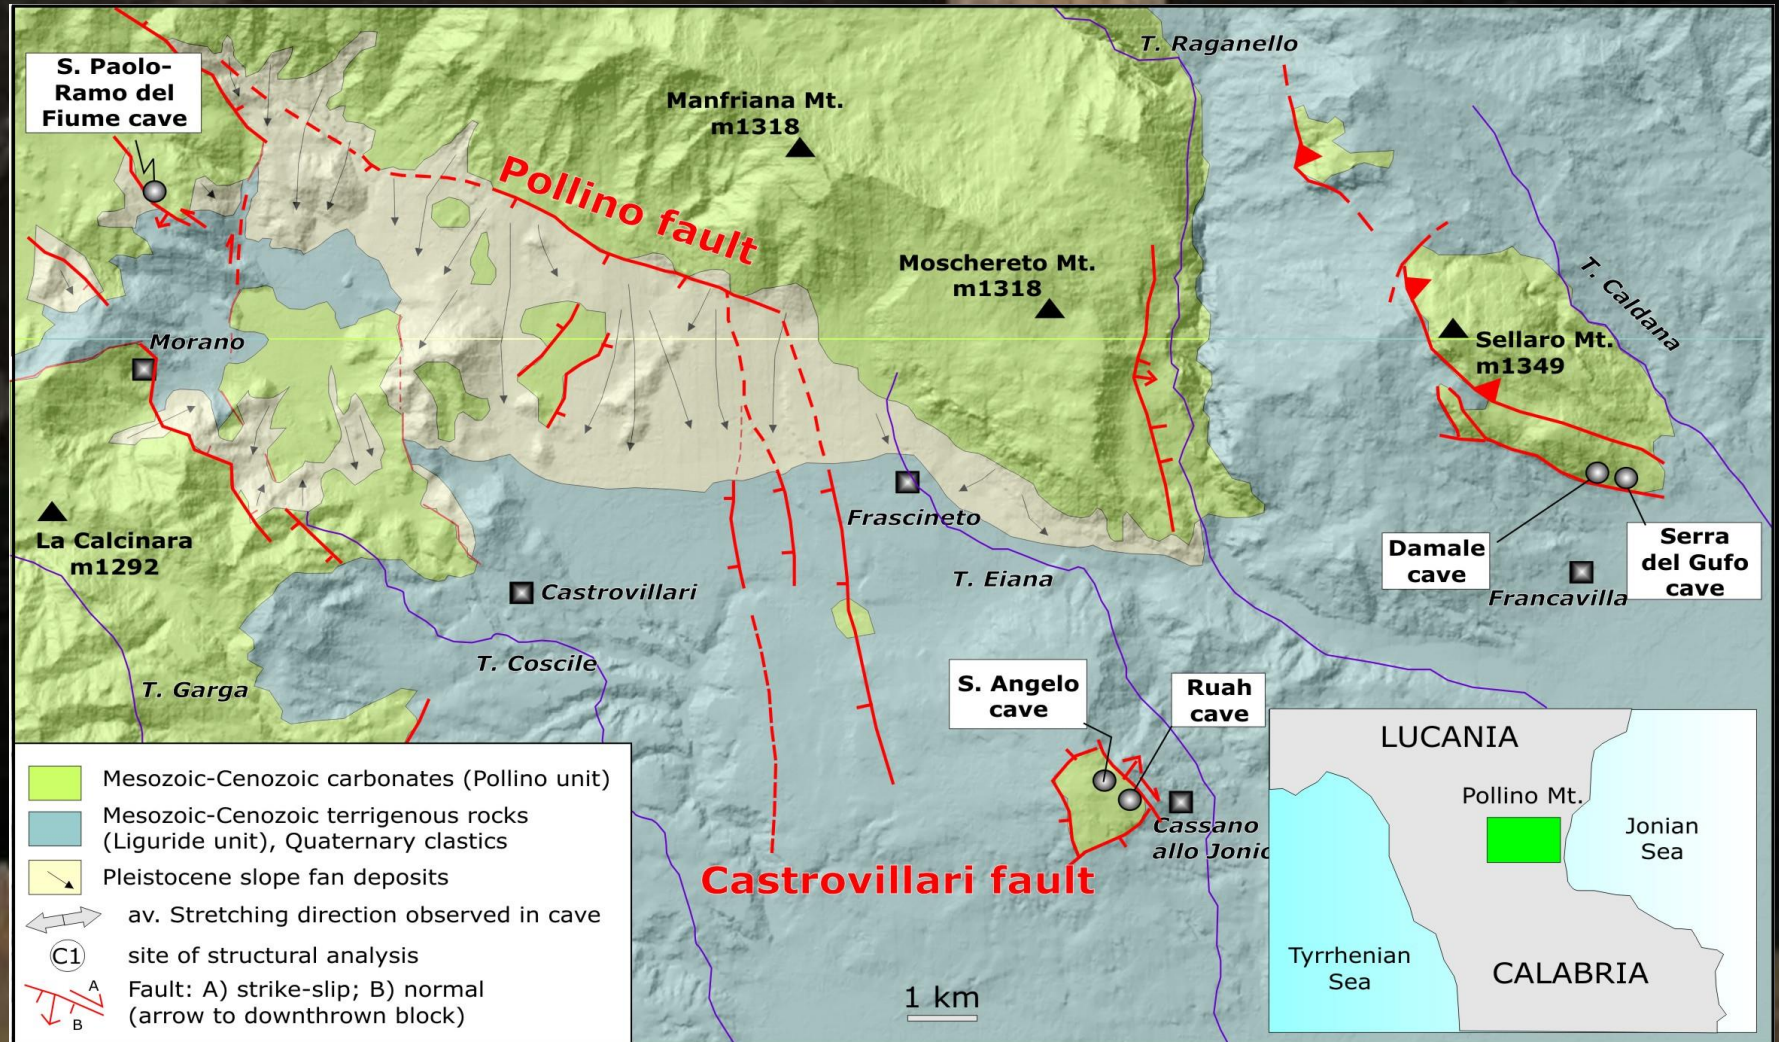 S. Paolo-
Ramo del
Fiume cave
T. Raganello
Manfriana Mt.
m1318
Pollino fault
Moschereto Mt.
m1318
T. Caldana
Sellaro Mt.
m1349
Morano
La Calcinara
m1292
Frascineto
T. Eiana
Castrovillari
T. Coscile
T. Garga
Damale
cave
Serra
del Gufo
cave
Francavilla
S. Angelo
cave
Ruah
cave
Cassano
allo Jonio
Castrovillari fault
1 km
Mesozoic-Cenozoic carbonates (Pollino unit)
Mesozoic-Cenozoic terrigenous rocks
(Liguride unit), Quaternary clastics
Pleistocene slope fan deposits
av. Stretching direction observed in cave
C1
site of structural analysis
A
B
Fault: A) strike-slip; B) normal
(arrow to downthrown block)
LUCANIA
Pollino Mt.
Jonian
Sea
Tyrrhenian
Sea
CALABRIA